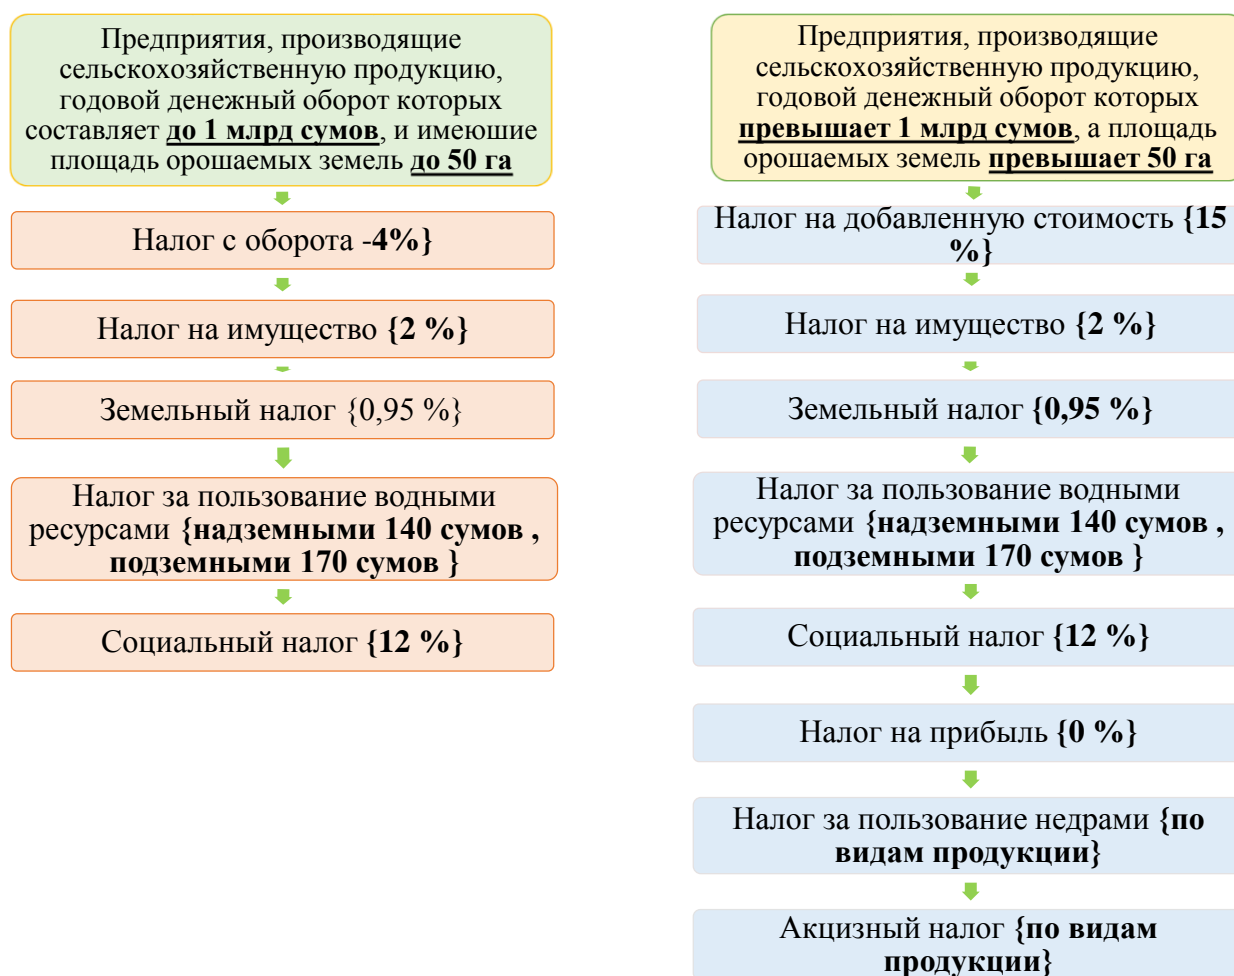 Предприятия, производящие
сельскохозяйственную продукцию,
годовой денежный оборот которых
составляет до 1 млрд сумов, и имеюшие
площадь орошаемых земель до 50 га
Налог с оборота -4%}
Налог на имущество {2 %}
Земельный налог {0,95 %}
Налог за пользование водными
ресурсами {надземными 140 сумов ,
подземными 170 сумов }
Социальный налог {12 %}
Предприятия, производящие
сельскохозяйственную продукцию,
годовой денежный оборот которых
превышает 1 млрд сумов, а площадь
орошаемых земель превышает 50 га
Налог на добавленную стоимость {15
%}
Налог на имущество {2 %}
Земельный налог {0,95 %}
Налог за пользование водными
ресурсами {надземными 140 сумов ,
подземными 170 сумов }
Социальный налог {12 %}
Налог на прибыль {0 %}
Налог за пользование недрами {по
видам продукции}
Акцизный налог {по видам
продукции}